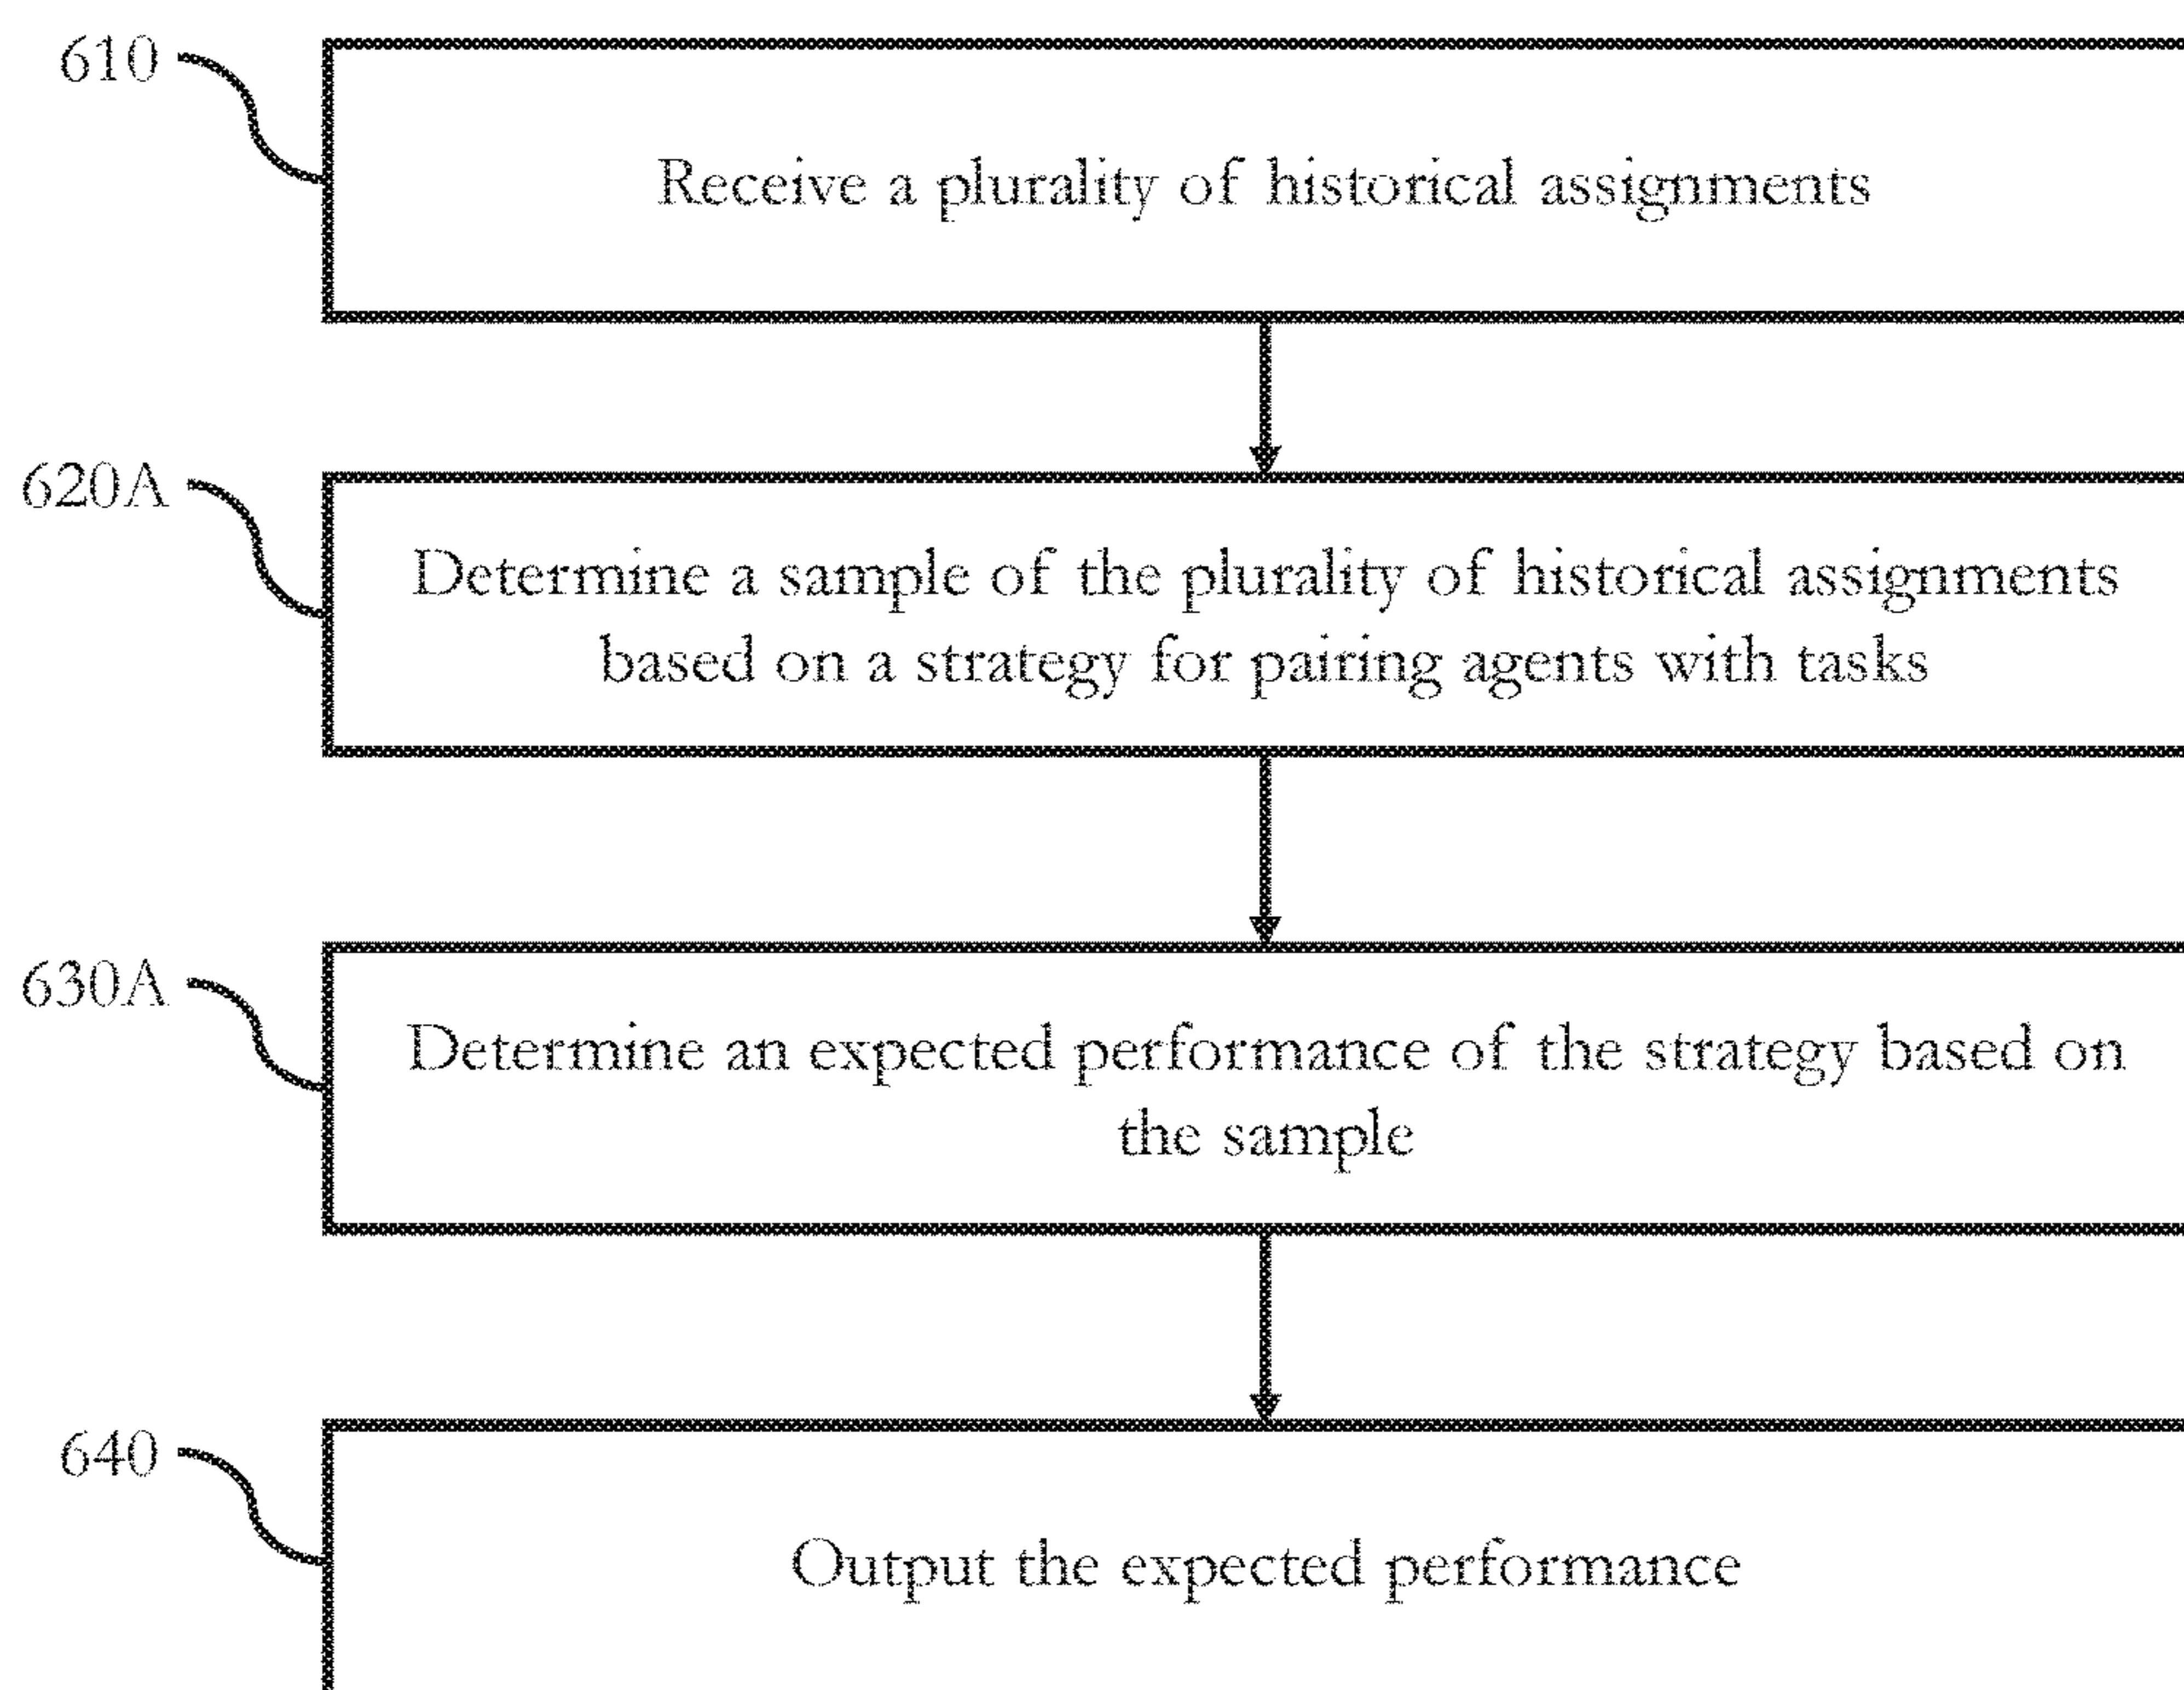 610
Receive a plurality of historical assignments
620A
Determine a sample of the plurality of historical assignments
based on a strategy for pairing agents with tasks
630A
Determine an expected performance of the strategy based on
the sample
640
Output the expected performance